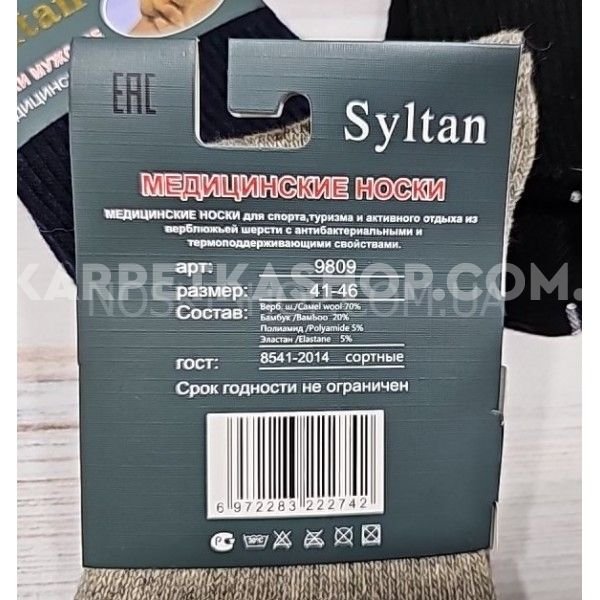 EAC
Syltan
МЕДИЦИНСКИЕ НОСКИ
МЕДИЦИНСКИЕ НОСКИ для спорта,туризма и активного отдыха из
верблюжьей шерсти с антибактериальными и
термоподдерживающими свойствами.
арт: 9809
размер: 41-46
Состав: Верб. ш./Camel wool 70%
Бамбук /Bamboo 20%
Полиамид /Polyamide 5%
Эластан /Elastane 5%
гост: 8541-2014 сортные
Срок годности не ограничен
6 972283 222742
30°C
KARPETKASHOP.COM.